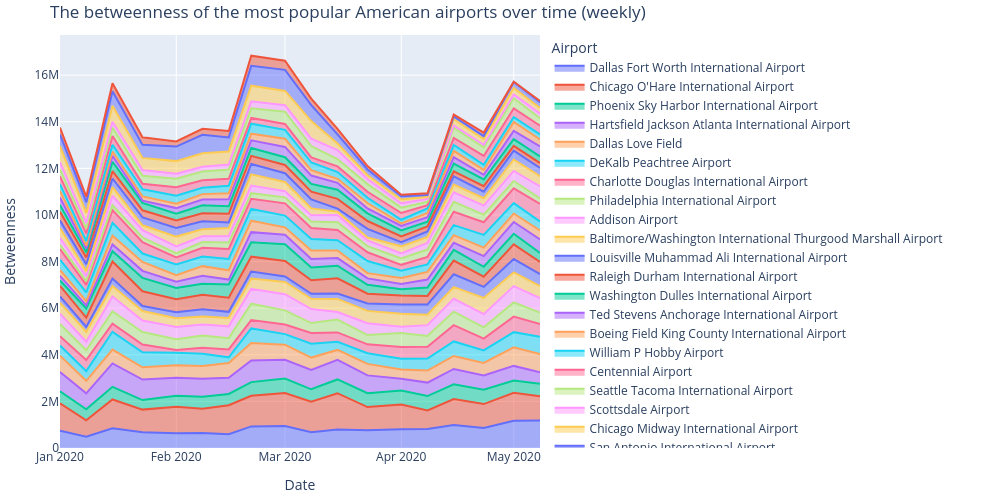 The betweenness of the most popular American airports over time (weekly)
Betweenness
16M
14M
12M
10M
8M
6M
4M
2M
0
Jan 2020
Feb 2020
Mar 2020
Apr 2020
May 2020
Date
Airport
Dallas Fort Worth International Airport
Chicago O'Hare International Airport
Phoenix Sky Harbor International Airport
Hartsfield Jackson Atlanta International Airport
Dallas Love Field
DeKalb Peachtree Airport
Charlotte Douglas International Airport
Philadelphia International Airport
Addison Airport
Baltimore/Washington International Thurgood Marshall Airport
Louisville Muhammad Ali International Airport
Raleigh Durham International Airport
Washington Dulles International Airport
Ted Stevens Anchorage International Airport
Boeing Field King County International Airport
William P Hobby Airport
Centennial Airport
Seattle Tacoma International Airport
Scottsdale Airport
Chicago Midway International Airport
San Antonio International Airport